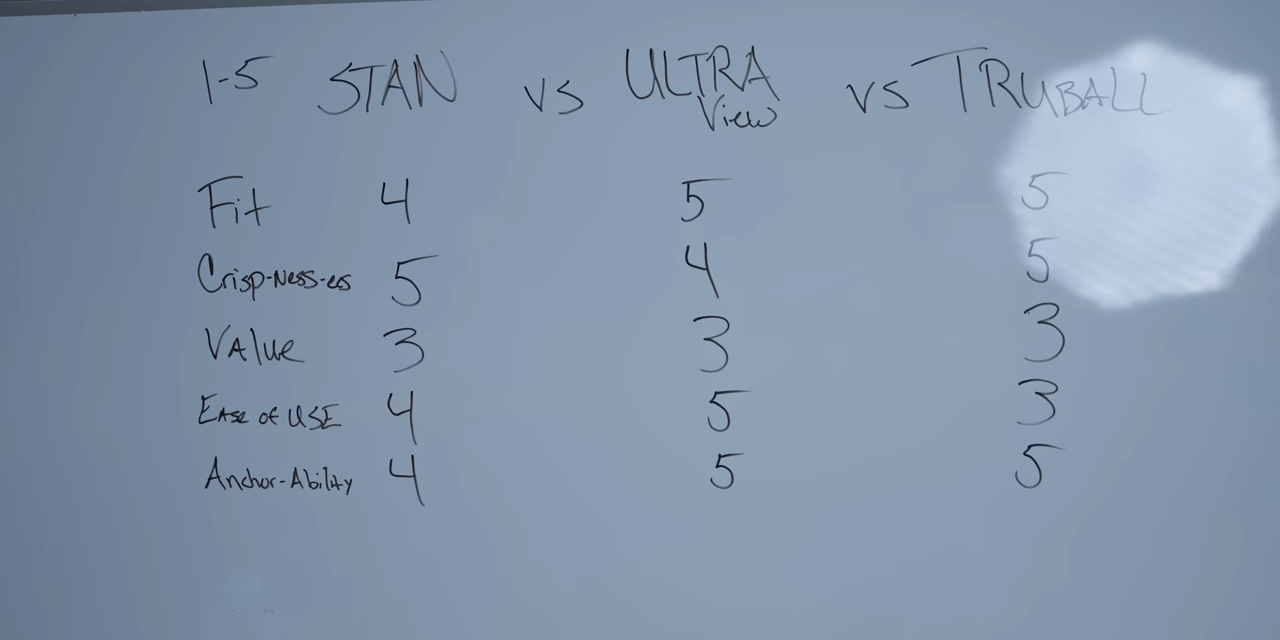 1-5 STAN vs ULTRA View vs TRUBALL
Fit 4 5 5
Crisp-Ness-es 5 4 5
Value 3 3 3
Ease of USE 4 5 3
Anchor-Ability 4 5 5